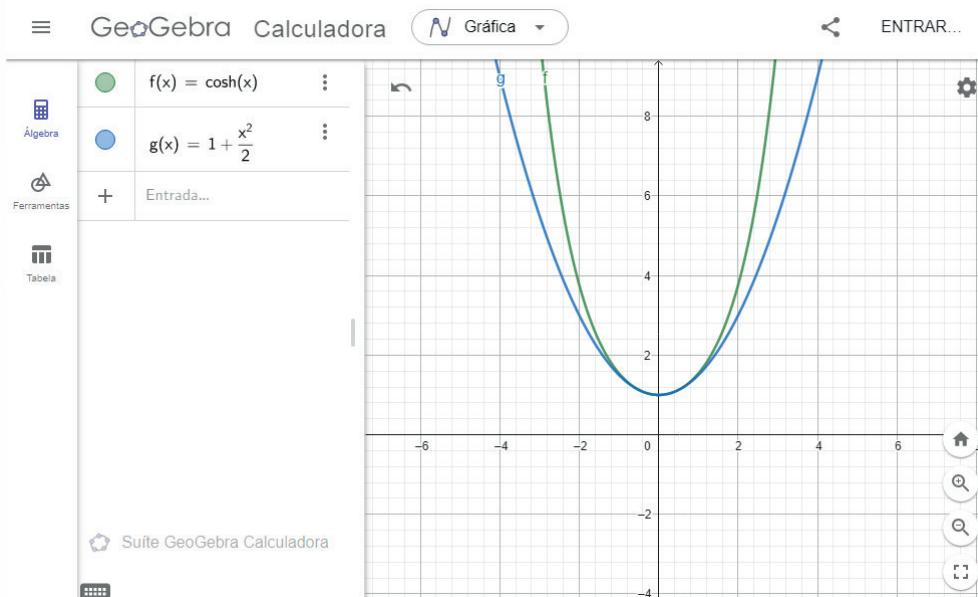 GeoGebra Calculadora Gráfica ENTRAR...
f(x) = cosh(x)
g(x) = 1 + x²/2
Entrada...
Álgebra
Ferramentas
Tabela
Suíte GeoGebra Calculadora
g f
8
6
4
2
−6 −4 −2 0 2 4 6
−2
−4